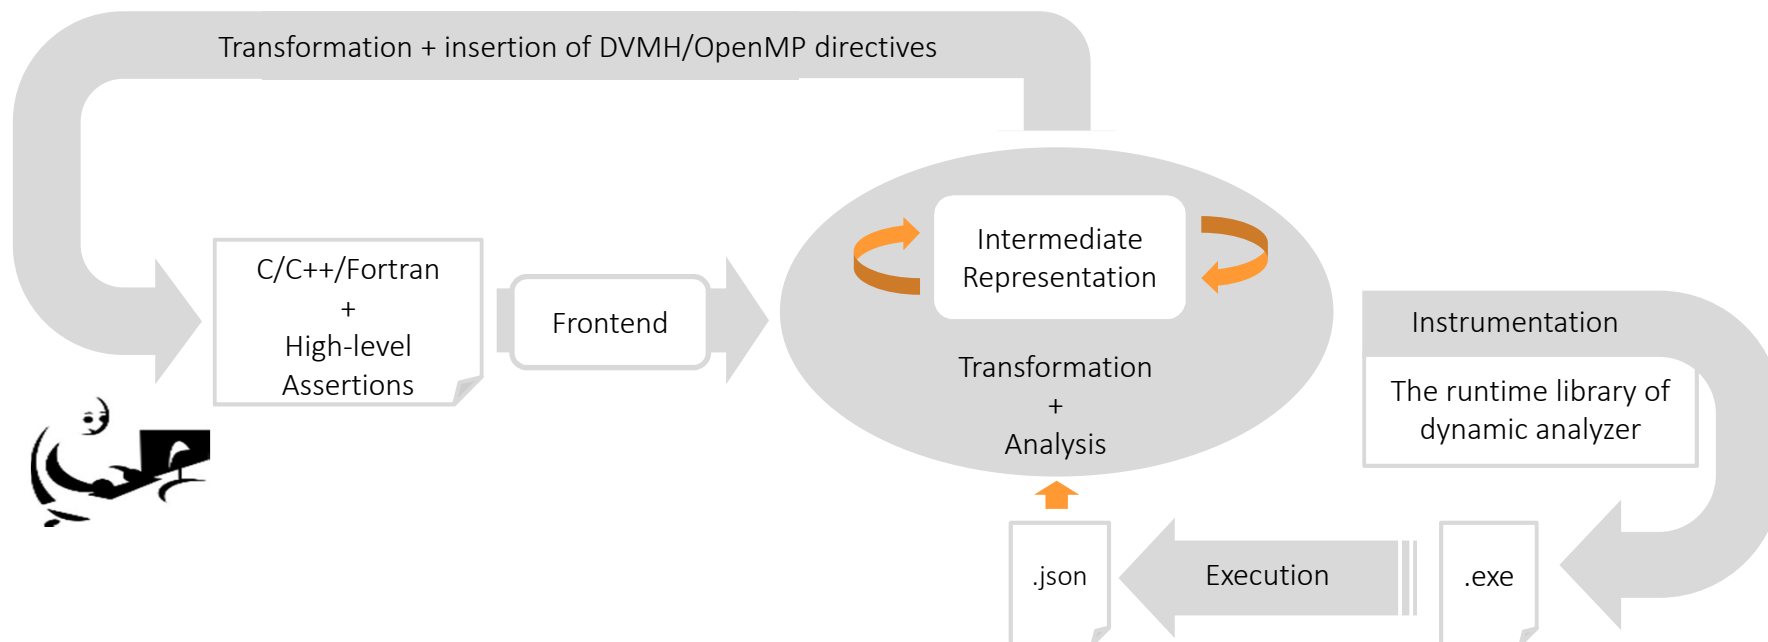 Transformation + insertion of DVMH/OpenMP directives
C/C++/Fortran
+
High-level
Assertions
Frontend
Intermediate
Representation
Transformation
+
Analysis
Instrumentation
The runtime library of
dynamic analyzer
.json
Execution
.exe